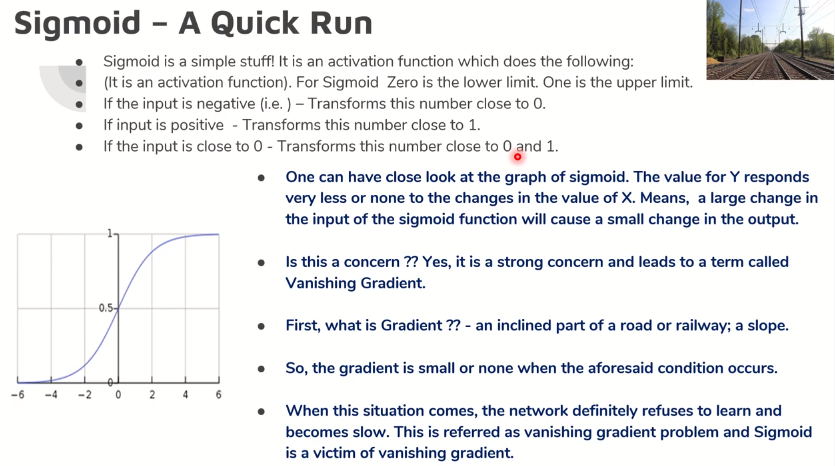 Sigmoid – A Quick Run
Sigmoid is a simple stuff! It is an activation function which does the following:
(It is an activation function). For Sigmoid Zero is the lower limit. One is the upper limit.
If the input is negative (i.e. ) – Transforms this number close to 0.
If input is positive - Transforms this number close to 1.
If the input is close to 0 - Transforms this number close to 0 and 1.
One can have close look at the graph of sigmoid. The value for Y responds
very less or none to the changes in the value of X. Means, a large change in
the input of the sigmoid function will cause a small change in the output.
Is this a concern ?? Yes, it is a strong concern and leads to a term called
Vanishing Gradient.
First, what is Gradient ?? - an inclined part of a road or railway; a slope.
So, the gradient is small or none when the aforesaid condition occurs.
When this situation comes, the network definitely refuses to learn and
becomes slow. This is referred as vanishing gradient problem and Sigmoid
is a victim of vanishing gradient.
1
0.5
0
-6 -4 -2 0 2 4 6